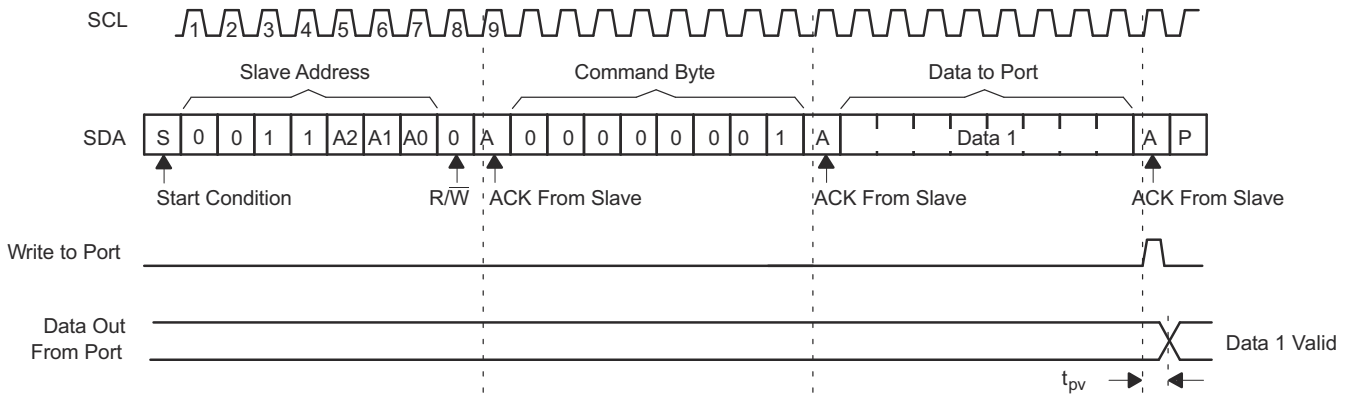 SCL 1 2 3 4 5 6 7 8 9
Slave Address Command Byte Data to Port
SDA S 0 0 1 1 A2 A1 A0 0 A 0 0 0 0 0 0 0 1 A Data 1 A P
Start Condition R/W̅ ACK From Slave ACK From Slave ACK From Slave
Write to Port
Data Out
From Port
Data 1 Valid
tpv